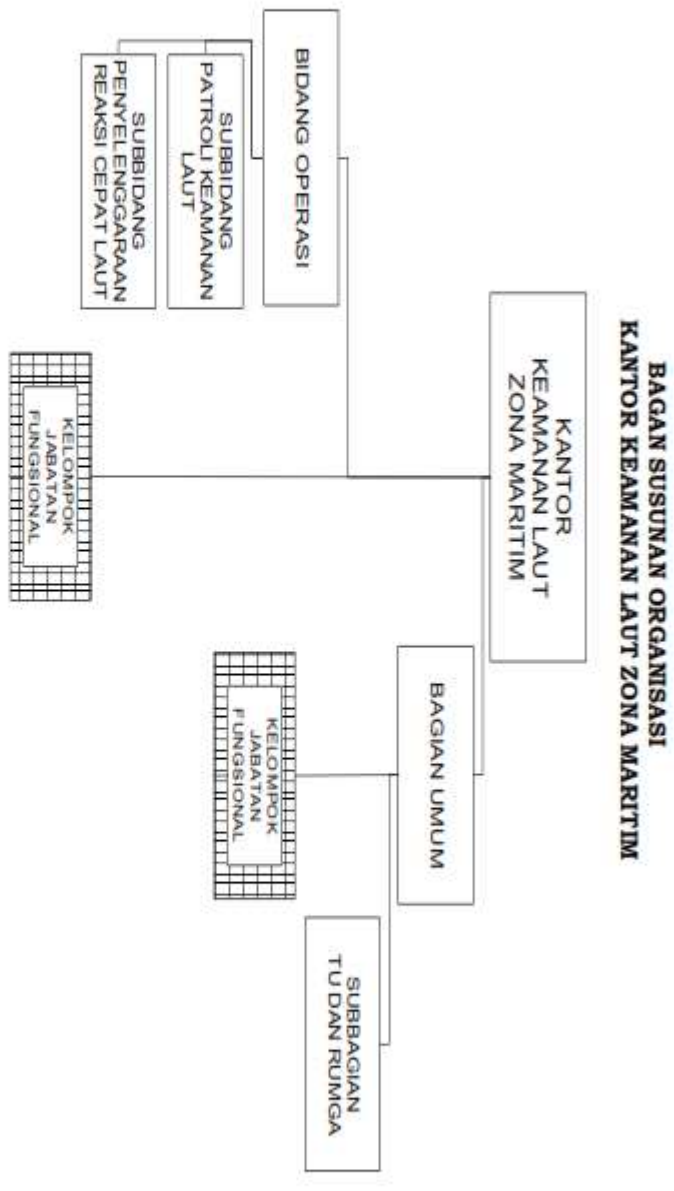 BAGAN SUSUNAN ORGANISASI
KANTOR KEAMANAN LAUT ZONA MARITIM
KANTOR
KEAMANAN LAUT
ZONA MARITIM
BAGIAN UMUM
SUBBAGIAN
TU DAN RUMGA
BIDANG OPERASI
KELOMPOK
JABATAN
FUNGSIONAL
SUBBIDANG
PATROLI KEAMANAN
LAUT
SUBBIDANG
PENYELENGGARAAN
REAKSI CEPAT LAUT
KELOMPOK
JABATAN
FUNGSIONAL